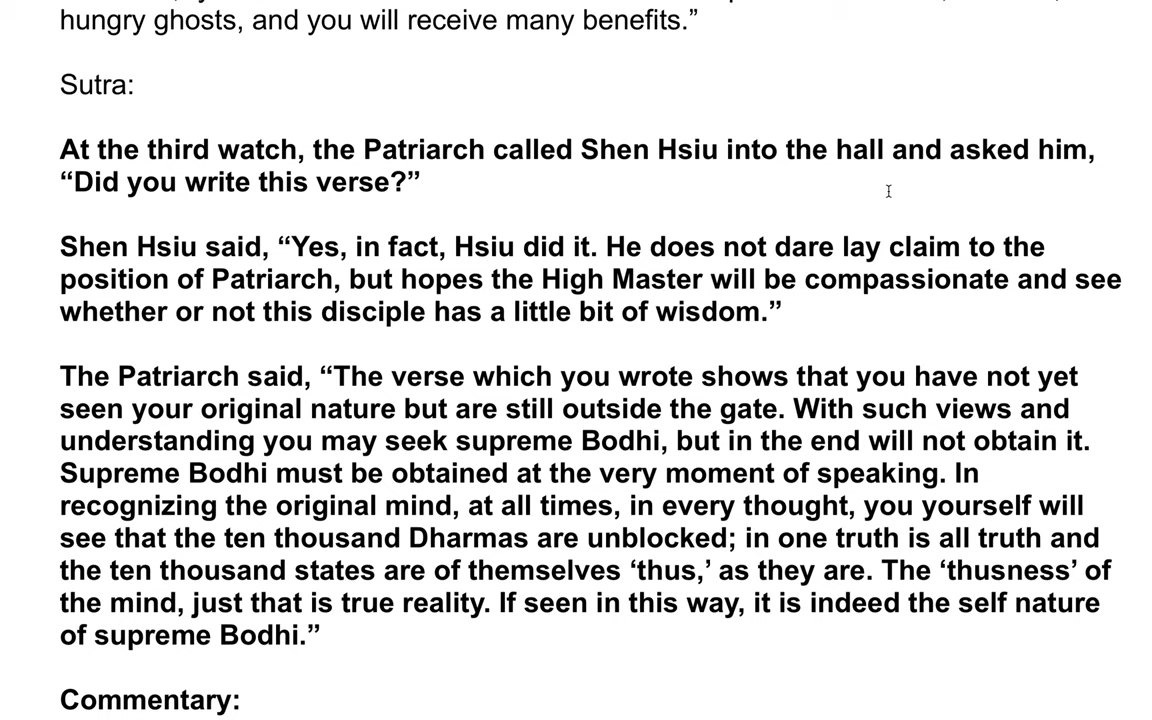 hungry ghosts, and you will receive many benefits.”
Sutra:
At the third watch, the Patriarch called Shen Hsiu into the hall and asked him,
“Did you write this verse?”
Shen Hsiu said, “Yes, in fact, Hsiu did it. He does not dare lay claim to the
position of Patriarch, but hopes the High Master will be compassionate and see
whether or not this disciple has a little bit of wisdom.”
The Patriarch said, “The verse which you wrote shows that you have not yet
seen your original nature but are still outside the gate. With such views and
understanding you may seek supreme Bodhi, but in the end will not obtain it.
Supreme Bodhi must be obtained at the very moment of speaking. In
recognizing the original mind, at all times, in every thought, you yourself will
see that the ten thousand Dharmas are unblocked; in one truth is all truth and
the ten thousand states are of themselves ‘thus,’ as they are. The ‘thusness’ of
the mind, just that is true reality. If seen in this way, it is indeed the self nature
of supreme Bodhi.”
Commentary: